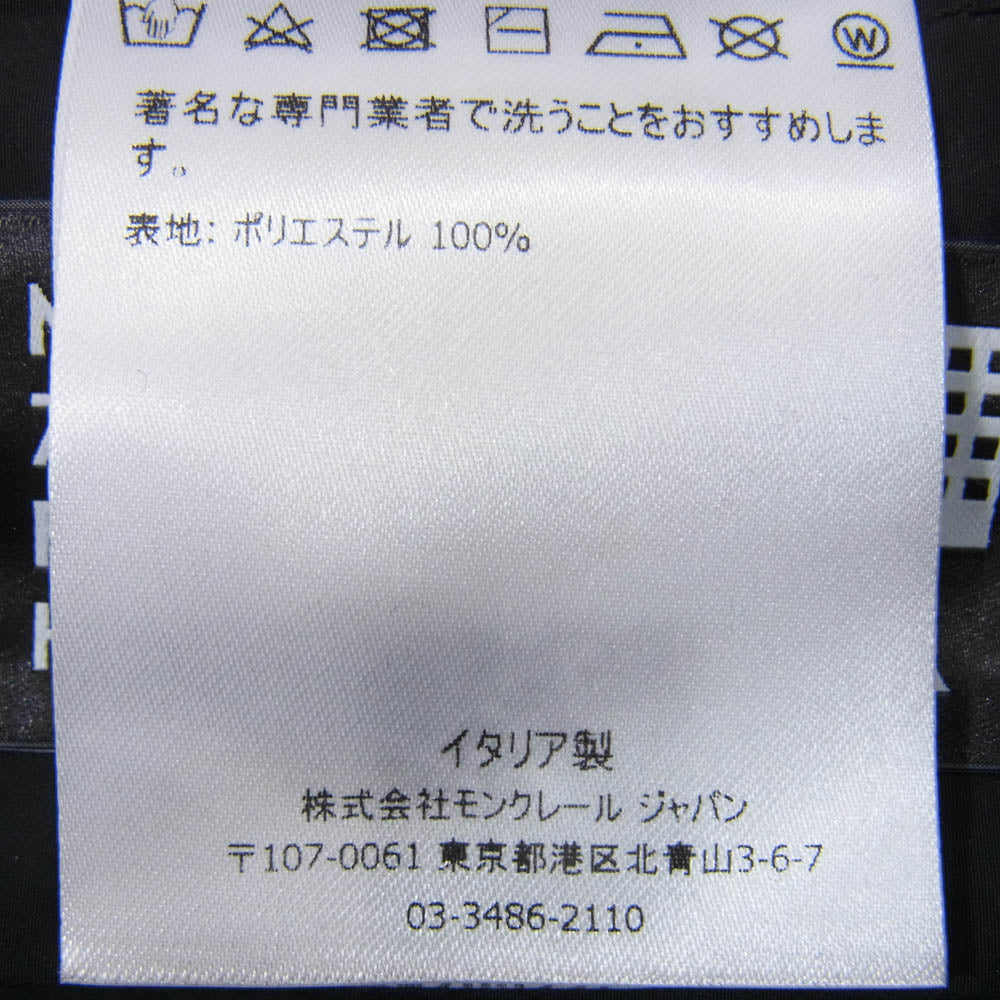 W
著名な専門業者で洗うことをおすすめしま
す。
表地: ポリエステル 100%
イタリア製
株式会社モンクレール ジャパン
〒107-0061 東京都港区北青山3-6-7
03-3486-2110